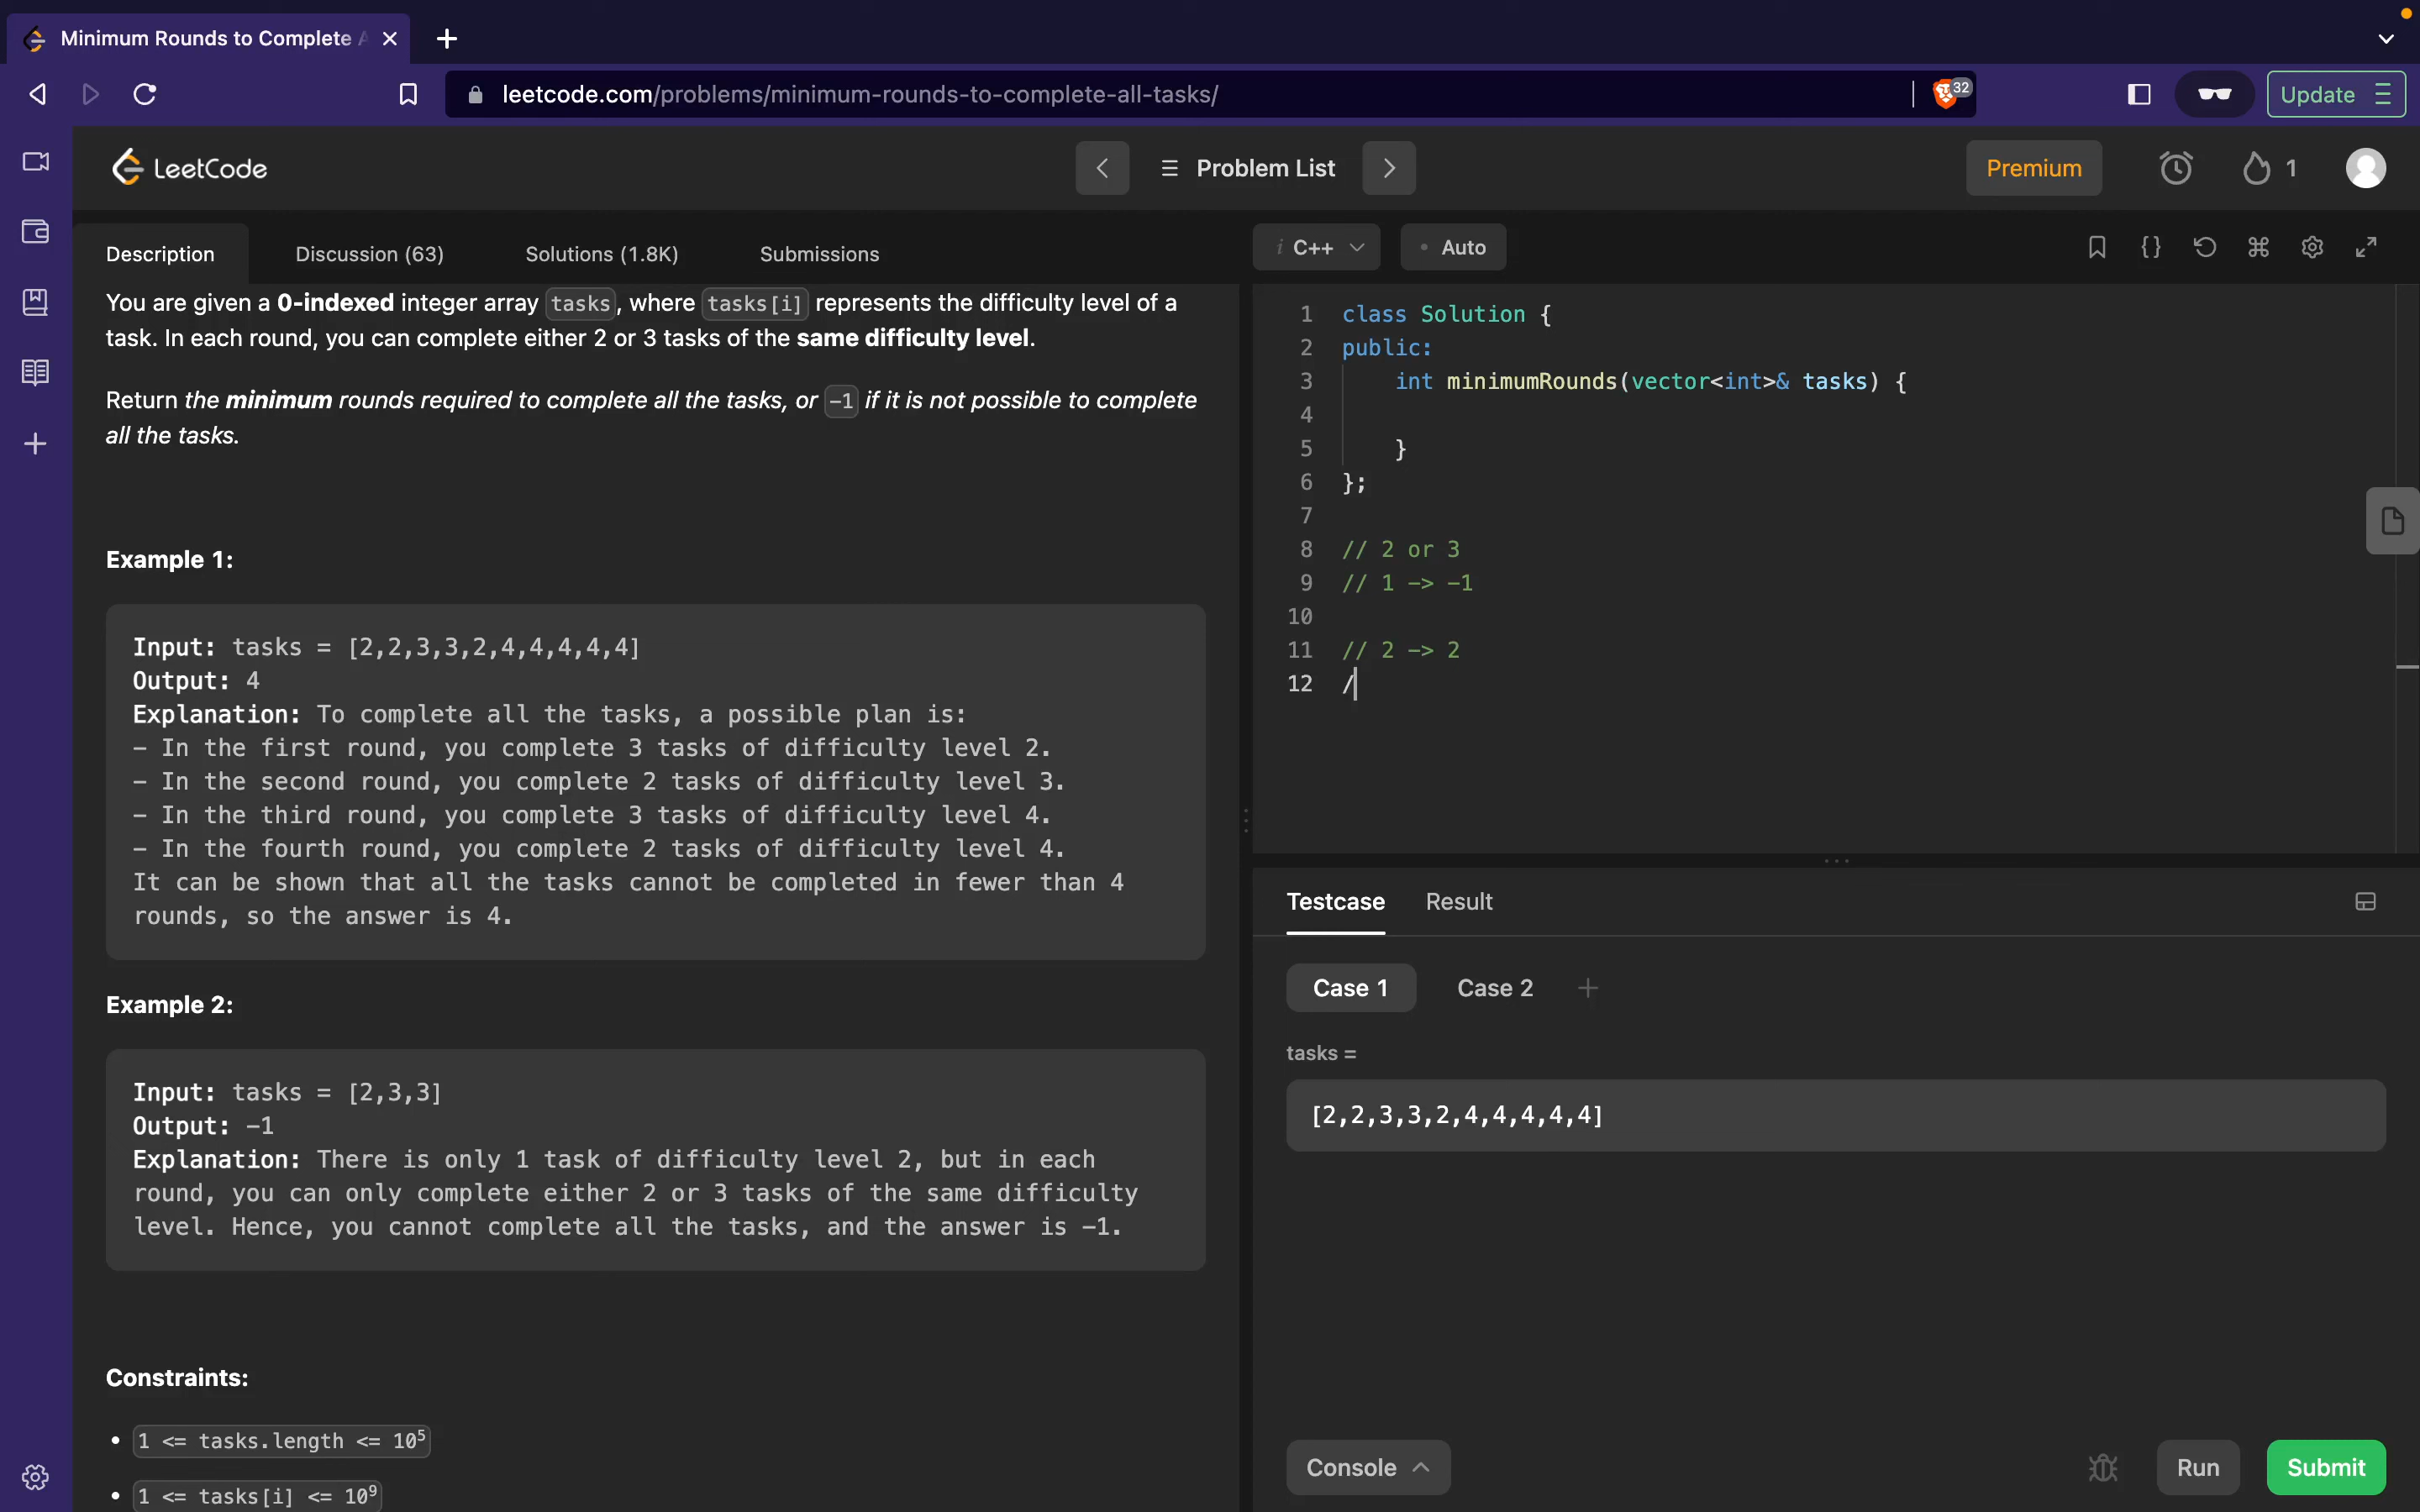 Minimum Rounds to Complete A
leetcode.com/problems/minimum-rounds-to-complete-all-tasks/
32
Update
LeetCode
Problem List
Premium
1
Description
Discussion (63)
Solutions (1.8K)
Submissions
You are given a 0-indexed integer array tasks, where tasks[i] represents the difficulty level of a
task. In each round, you can complete either 2 or 3 tasks of the same difficulty level.
Return the minimum rounds required to complete all the tasks, or -1 if it is not possible to complete
all the tasks.
Example 1:
Input: tasks = [2,2,3,3,2,4,4,4,4,4]
Output: 4
Explanation: To complete all the tasks, a possible plan is:
- In the first round, you complete 3 tasks of difficulty level 2.
- In the second round, you complete 2 tasks of difficulty level 3.
- In the third round, you complete 3 tasks of difficulty level 4.
- In the fourth round, you complete 2 tasks of difficulty level 4.
It can be shown that all the tasks cannot be completed in fewer than 4
rounds, so the answer is 4.
Example 2:
Input: tasks = [2,3,3]
Output: -1
Explanation: There is only 1 task of difficulty level 2, but in each
round, you can only complete either 2 or 3 tasks of the same difficulty
level. Hence, you cannot complete all the tasks, and the answer is -1.
Constraints:
• 1 <= tasks.length <= 10⁵
• 1 <= tasks[i] <= 10⁹
i C++
• Auto
1 class Solution {
2 public:
3 int minimumRounds(vector<int>& tasks) {
4
5 }
6 };
7
8 // 2 or 3
9 // 1 -> -1
10
11 // 2 -> 2
12 /
Testcase
Result
Case 1
Case 2
tasks =
[2,2,3,3,2,4,4,4,4,4]
Console
Run
Submit